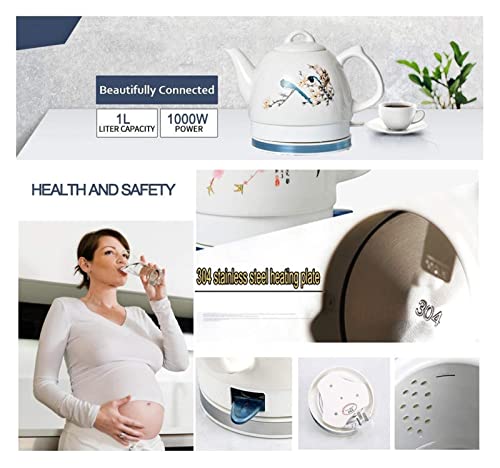 Beautifully Connected
1L
LITER CAPACITY
1000W
POWER
HEALTH AND SAFETY
304 stainless steel heating plate
304